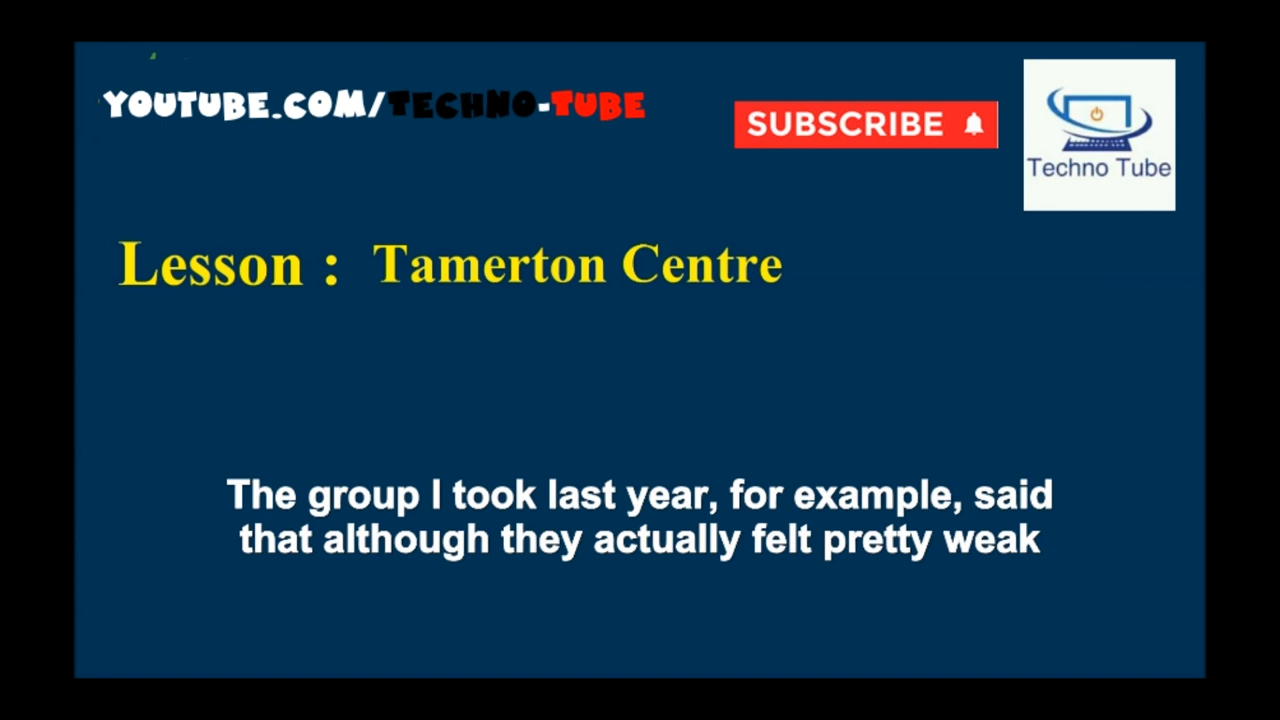 YOUTUBE.COM/TECHNO-TUBE
SUBSCRIBE
Techno Tube
Lesson : Tamerton Centre
The group I took last year, for example, said
that although they actually felt pretty weak